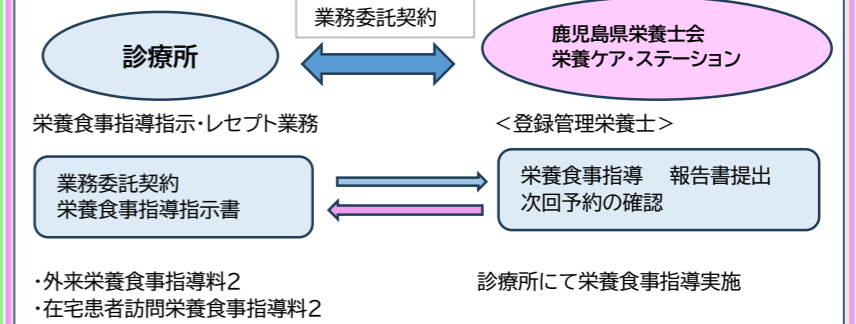 業務委託契約
診療所
鹿児島県栄養士会
栄養ケア・ステーション
栄養食事指導指示・レセプト業務
＜登録管理栄養士＞
業務委託契約
栄養食事指導指示書
栄養食事指導　報告書提出
次回予約の確認
・外来栄養食事指導料2
・在宅患者訪問栄養食事指導料2
診療所にて栄養食事指導実施